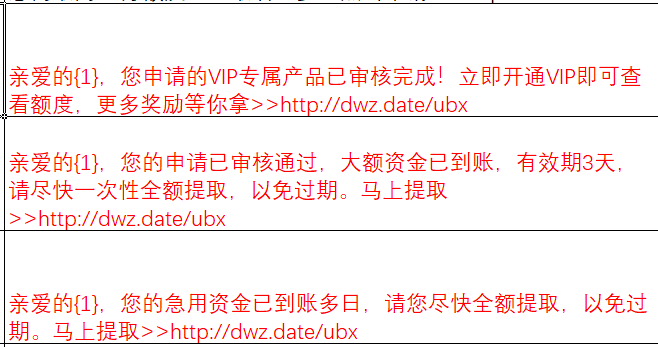 亲爱的{1}，您申请的VIP专属产品已审核完成！立即开通VIP即可查
看额度，更多奖励等你拿>>http://dwz.date/ubx
亲爱的{1}，您的申请已审核通过，大额资金已到账，有效期3天，
请尽快一次性全额提取，以免过期。马上提取
>>http://dwz.date/ubx
亲爱的{1}，您的急用资金已到账多日，请您尽快全额提取，以免过
期。马上提取>>http://dwz.date/ubx